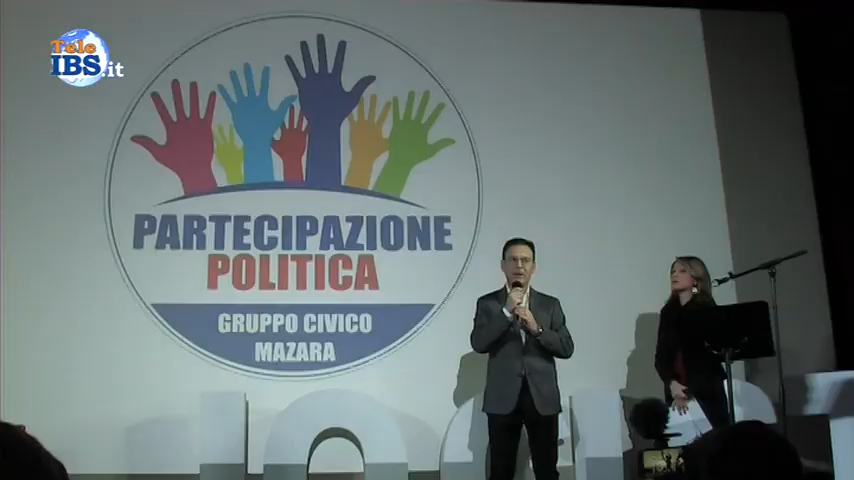 Tele
IBS.it
PARTECIPAZIONE
POLITICA
GRUPPO CIVICO
MAZARA